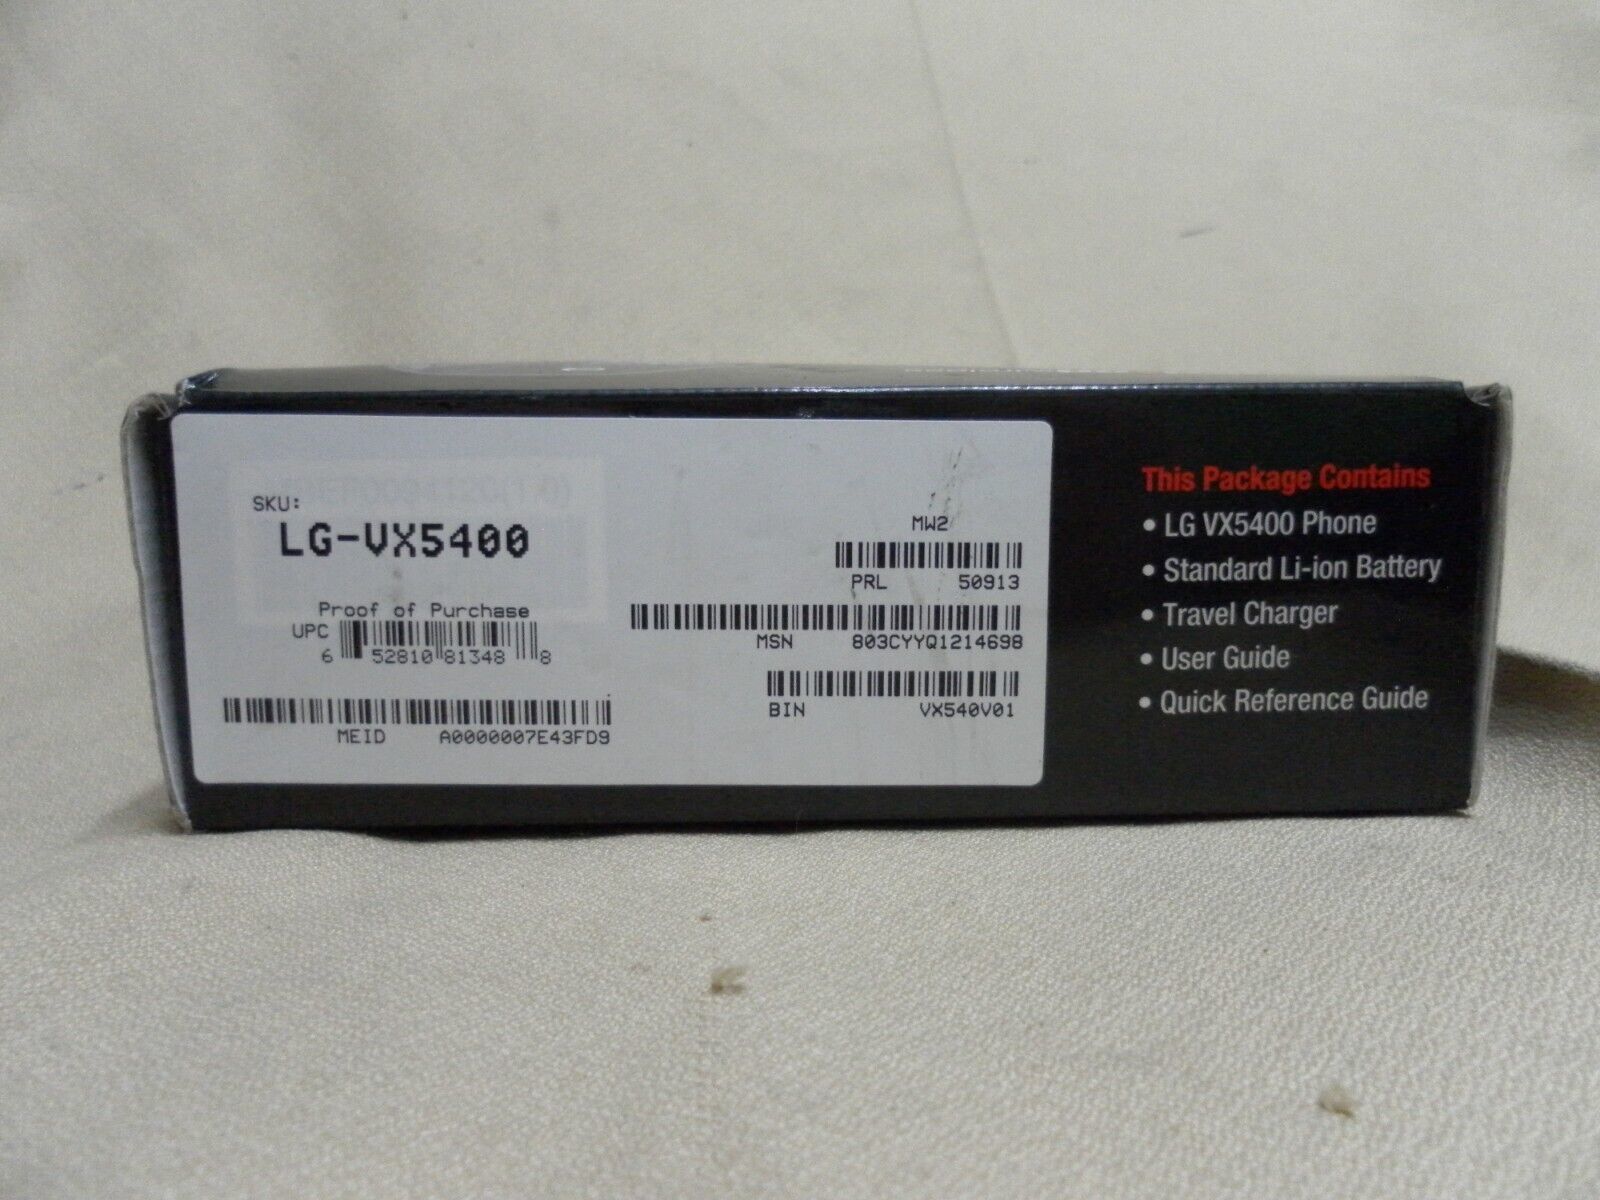 SKU:
LG-VX5400
Proof of Purchase
UPC
6 52810 81348 8
MEID A0000007E43FD9
MW2
PRL 50913
MSN 803CYYQ1214698
BIN VX540V01
This Package Contains
• LG VX5400 Phone
• Standard Li-ion Battery
• Travel Charger
• User Guide
• Quick Reference Guide